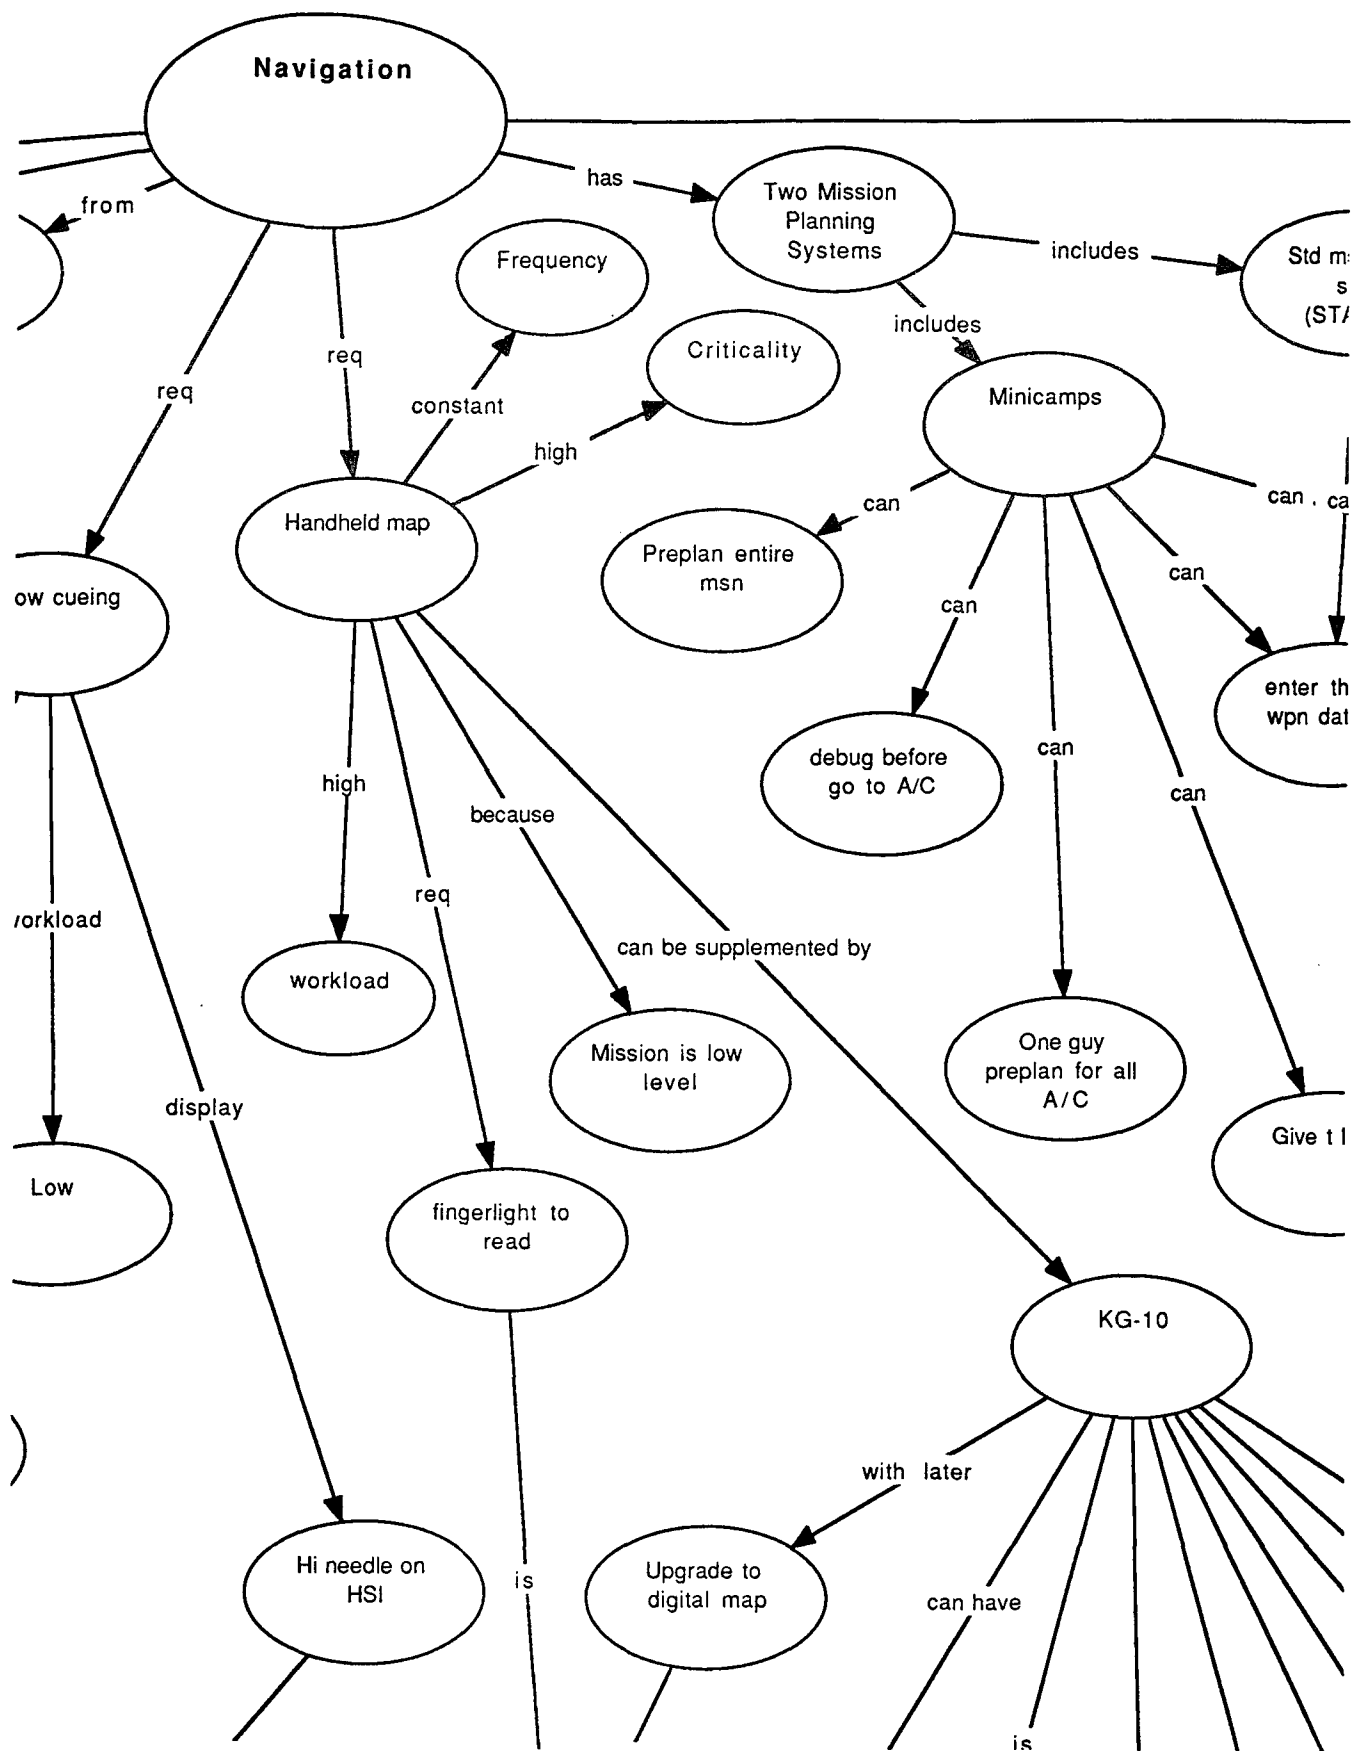 Navigation
has
from
Two Mission
Planning
Systems
includes
Std
(STA
Frequency
includes
req
Criticality
constant
req
high
Minicamps
can
can . ca
Handheld map
Preplan entire
msn
can
can
ow cueing
enter th
wpn dat
high
because
can
debug before
go to A/C
can
req
orkload
can be supplemented by
workload
Mission is low
level
One guy
preplan for all
A/C
display
Give t
Low
fingerlight to
read
KG-10
with later
Hi needle on
HSI
is
Upgrade to
digital map
can have
is